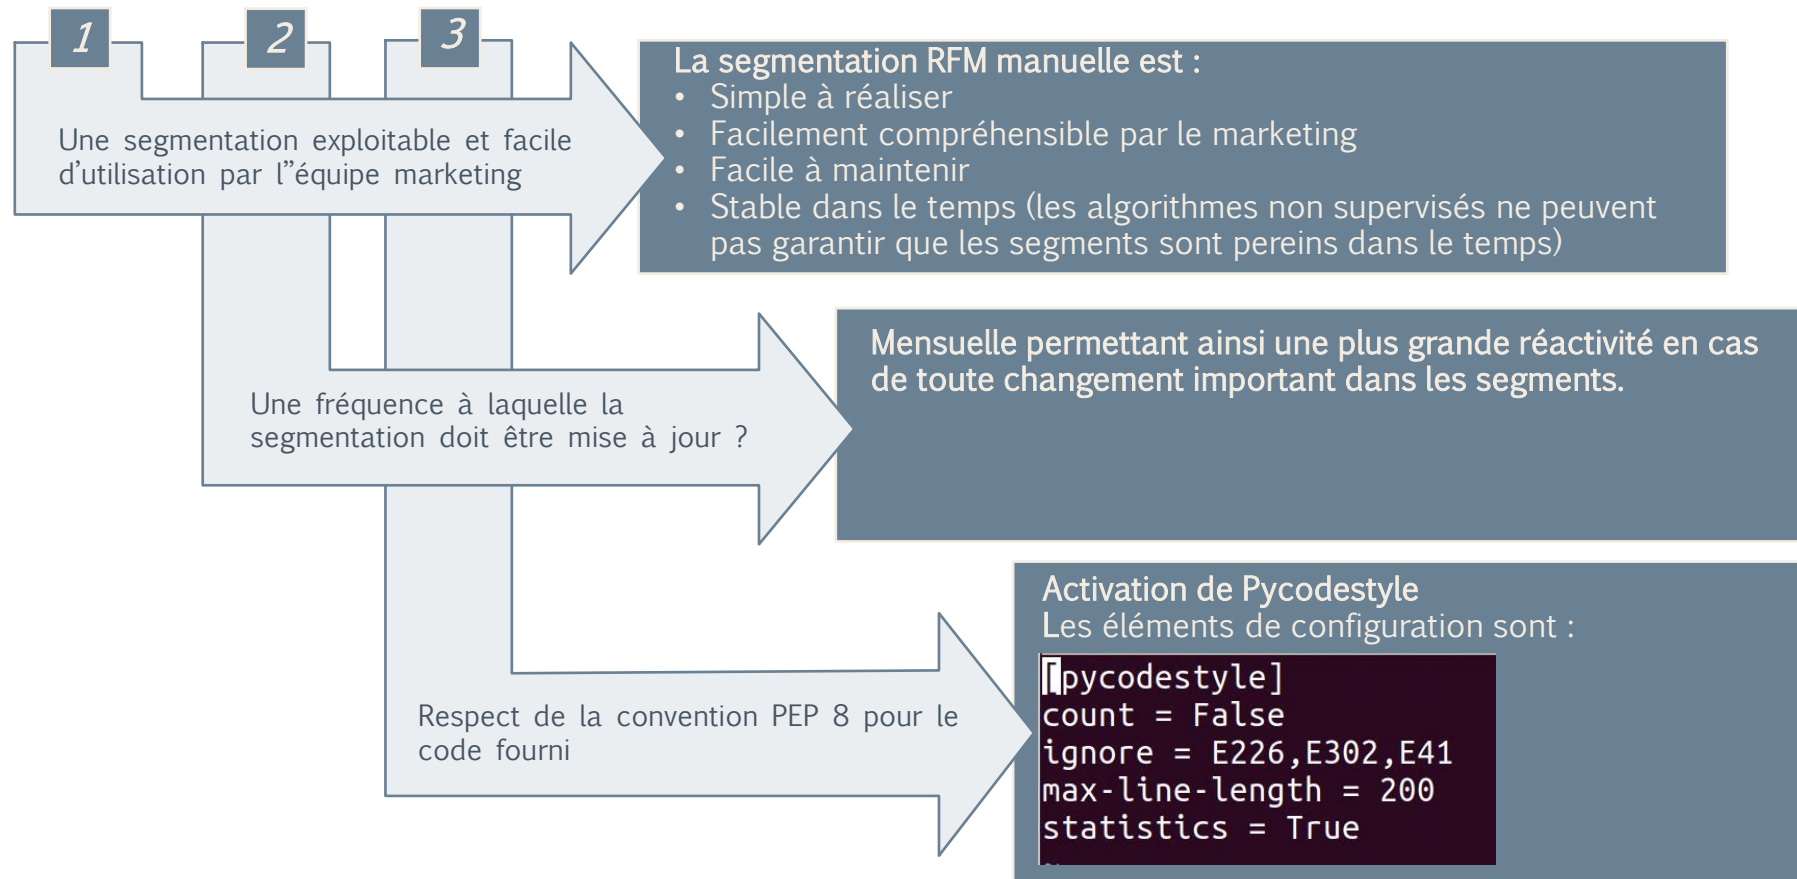 1
2
3
Une segmentation exploitable et facile
d'utilisation par l"équipe marketing
La segmentation RFM manuelle est :
• Simple à réaliser
• Facilement compréhensible par le marketing
• Facile à maintenir
• Stable dans le temps (les algorithmes non supervisés ne peuvent
pas garantir que les segments sont pereins dans le temps)
Une fréquence à laquelle la
segmentation doit être mise à jour ?
Mensuelle permettant ainsi une plus grande réactivité en cas
de toute changement important dans les segments.
Respect de la convention PEP 8 pour le
code fourni
Activation de Pycodestyle
Les éléments de configuration sont :
[pycodestyle]
count = False
ignore = E226,E302,E41
max-line-length = 200
statistics = True